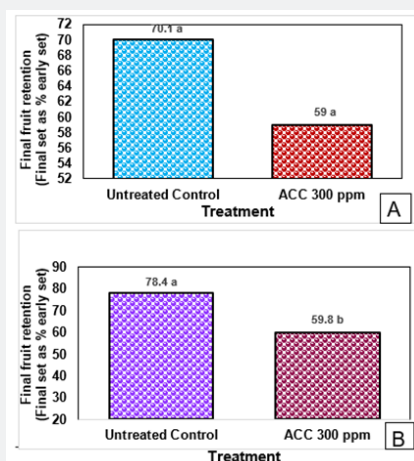 Final fruit retention
(Final set as % early set)
72
70
68
66
64
62
60
58
56
54
52
70.1 a
59 a
Untreated Control
ACC 300 ppm
Treatment
A
Final fruit retention
(Final set as % early set)
90
80
70
60
50
40
30
20
78.4 a
59.8 b
Untreated Control
ACC 300 ppm
Treatment
B